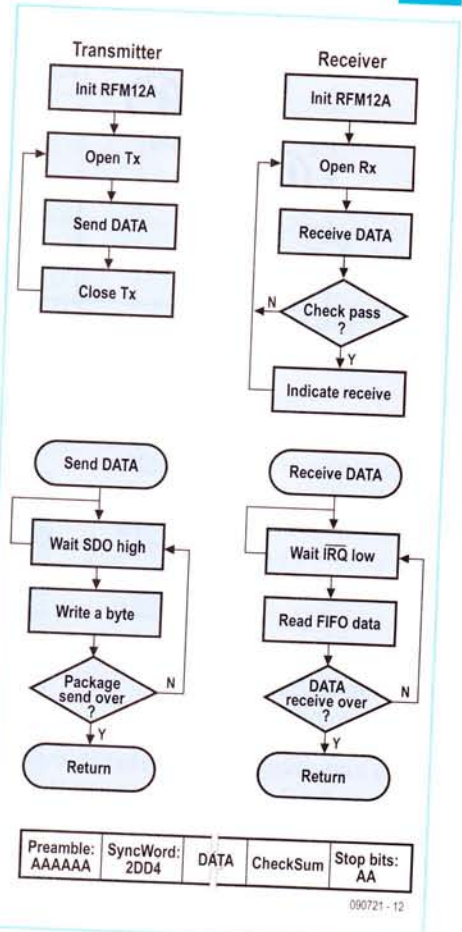 Transmitter
Init RFM12A
Open Tx
Send DATA
Close Tx
Receiver
Init RFM12A
Open Rx
Receive DATA
Check pass
?
N
Y
Indicate receive
Send DATA
Wait SDO high
Write a byte
Package
send over
?
N
Y
Return
Receive DATA
Wait IRQ low
Read FIFO data
DATA
receive over
?
N
Y
Return
Preamble:
AAAAAA
SyncWord:
2DD4
DATA
CheckSum
Stop bits:
AA
090721 - 12